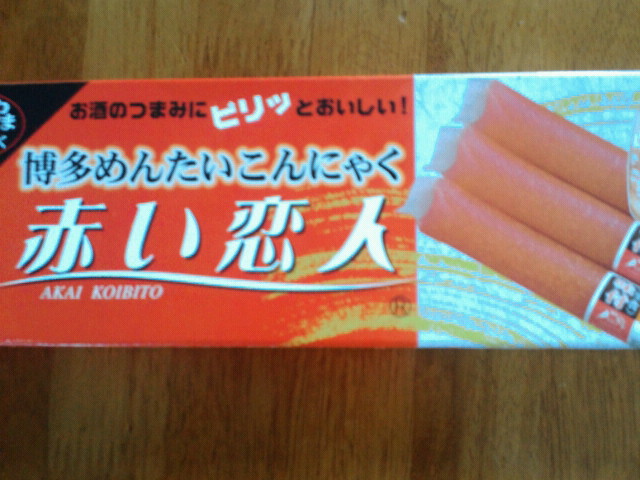 お酒のつまみにピリッとおいしい!
博多めんたいこんにゃく
赤い恋人
AKAI KOIBITO
®